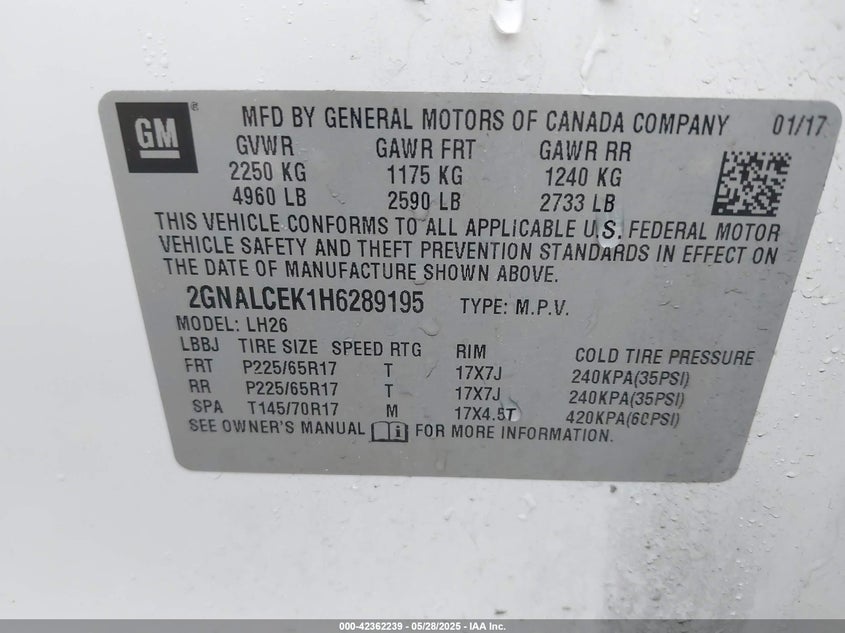 GM ®
MFD BY GENERAL MOTORS OF CANADA COMPANY 01/17
GVWR GAWR FRT GAWR RR
2250 KG 1175 KG 1240 KG
4960 LB 2590 LB 2733 LB
THIS VEHICLE CONFORMS TO ALL APPLICABLE U.S. FEDERAL MOTOR
VEHICLE SAFETY AND THEFT PREVENTION STANDARDS IN EFFECT ON
THE DATE OF MANUFACTURE SHOWN ABOVE.
2GNALCEK1H6289195 TYPE: M.P.V.
MODEL: LH26
LBBJ TIRE SIZE SPEED RTG RIM COLD TIRE PRESSURE
FRT P225/65R17 T 17X7J 240KPA(35PSI)
RR P225/65R17 T 17X7J 240KPA(35PSI)
SPA T145/70R17 M 17X4.5T 420KPA(60PSI)
SEE OWNER'S MANUAL i FOR MORE INFORMATION.
000-42362239 - 05/28/2025 - IAA Inc.